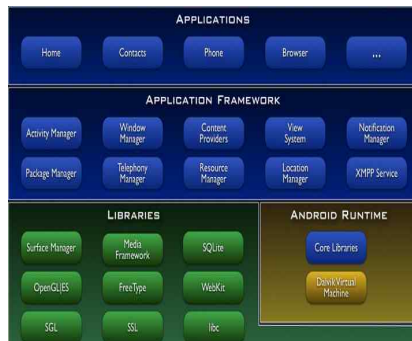 APPLICATIONS
Home
Contacts
Phone
Browser
...
APPLICATION FRAMEWORK
Activity Manager
Window
Manager
Content
Providers
View
System
Notification
Manager
Package Manager
Telephony
Manager
Resource
Manager
Location
Manager
XMPP Service
LIBRARIES
Surface Manager
Media
Framework
SQLite
OpenGL|ES
FreeType
WebKit
SGL
SSL
libc
ANDROID RUNTIME
Core Libraries
Dalvik Virtual
Machine